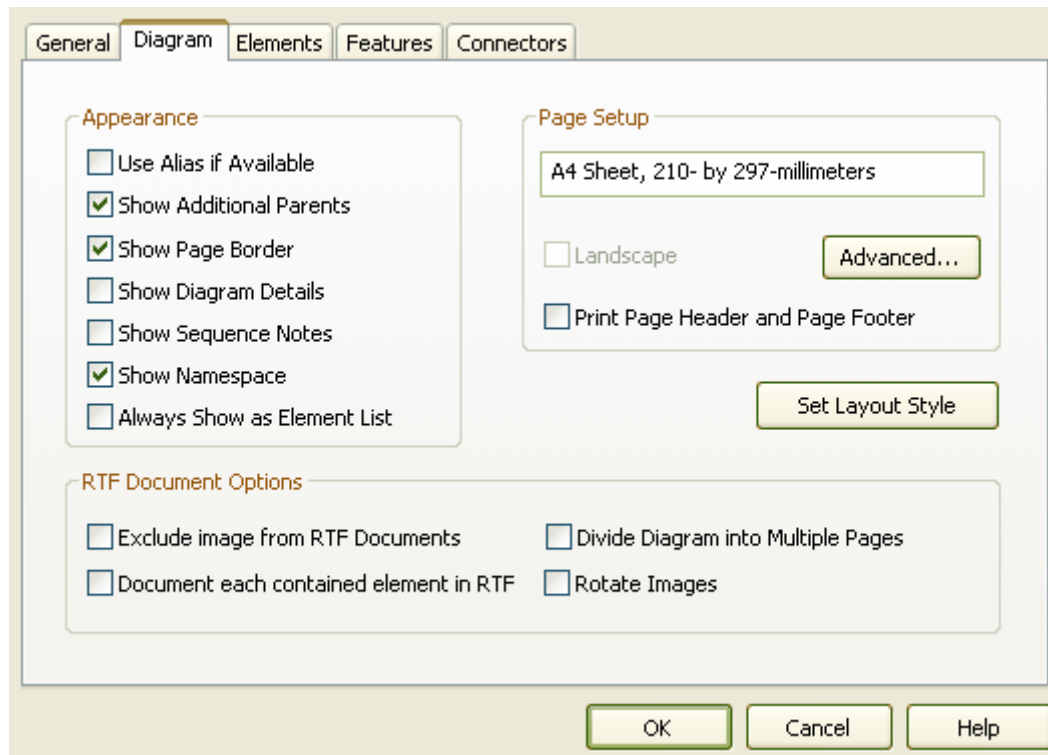 General Diagram Elements Features Connectors
Appearance
Use Alias if Available
Show Additional Parents
Show Page Border
Show Diagram Details
Show Sequence Notes
Show Namespace
Always Show as Element List
Page Setup
A4 Sheet, 210- by 297-millimeters
Landscape
Advanced...
Print Page Header and Page Footer
Set Layout Style
RTF Document Options
Exclude image from RTF Documents
Document each contained element in RTF
Divide Diagram into Multiple Pages
Rotate Images
OK Cancel Help